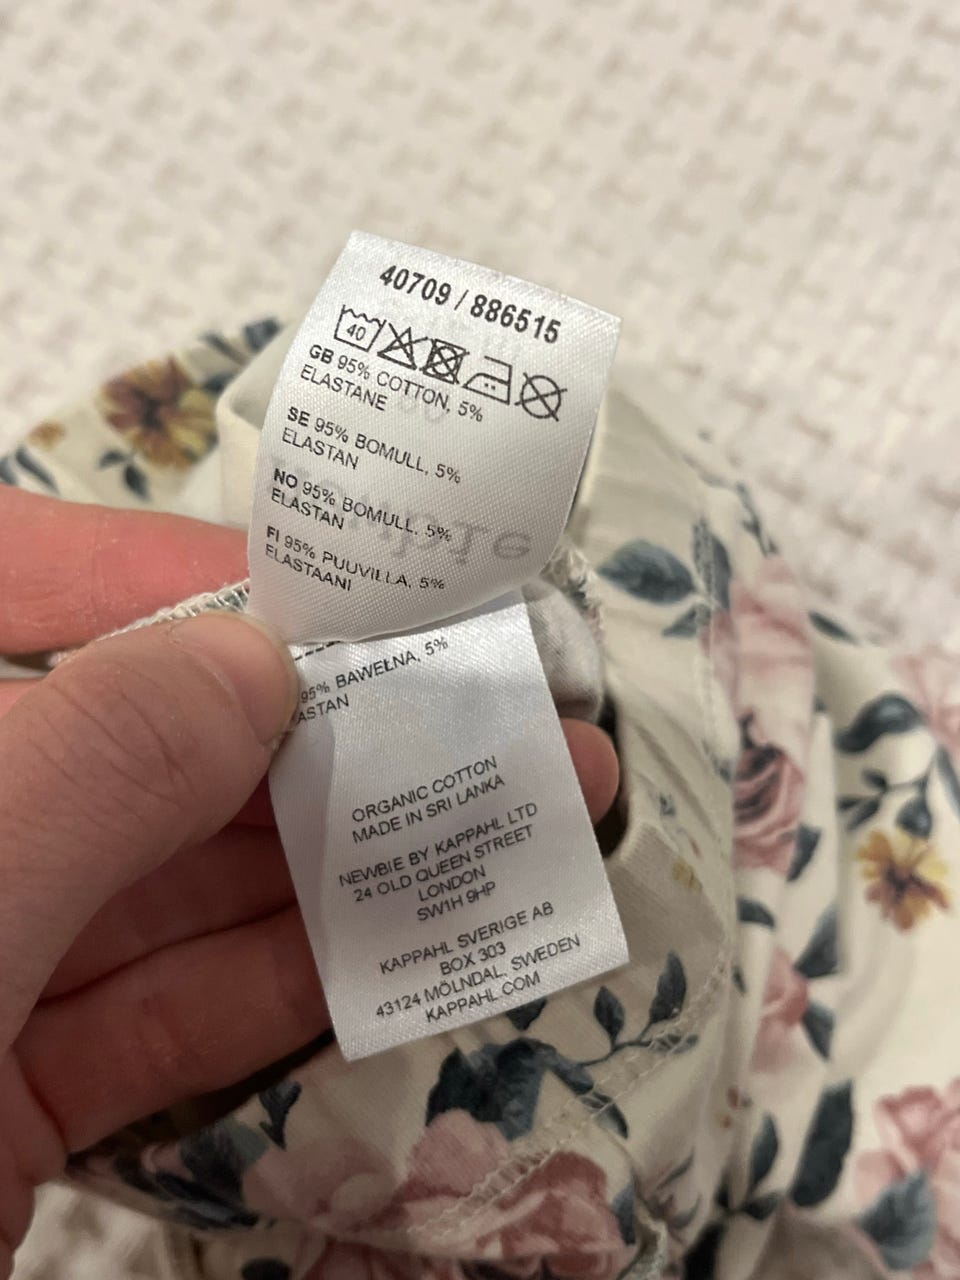 40709 / 886515
40
GB 95% COTTON, 5%
ELASTANE
SE 95% BOMULL, 5%
ELASTAN
NO 95% BOMULL, 5%
ELASTAN
FI 95% PUUVILLA, 5%
ELASTAANI
95% BAWEŁNA, 5%
ASTAN
ORGANIC COTTON
MADE IN SRI LANKA
NEWBIE BY KAPPAHL LTD
24 OLD QUEEN STREET
LONDON
SW1H 9HP
KAPPAHL SVERIGE AB
BOX 303
43124 MÖLNDAL, SWEDEN
KAPPAHL.COM